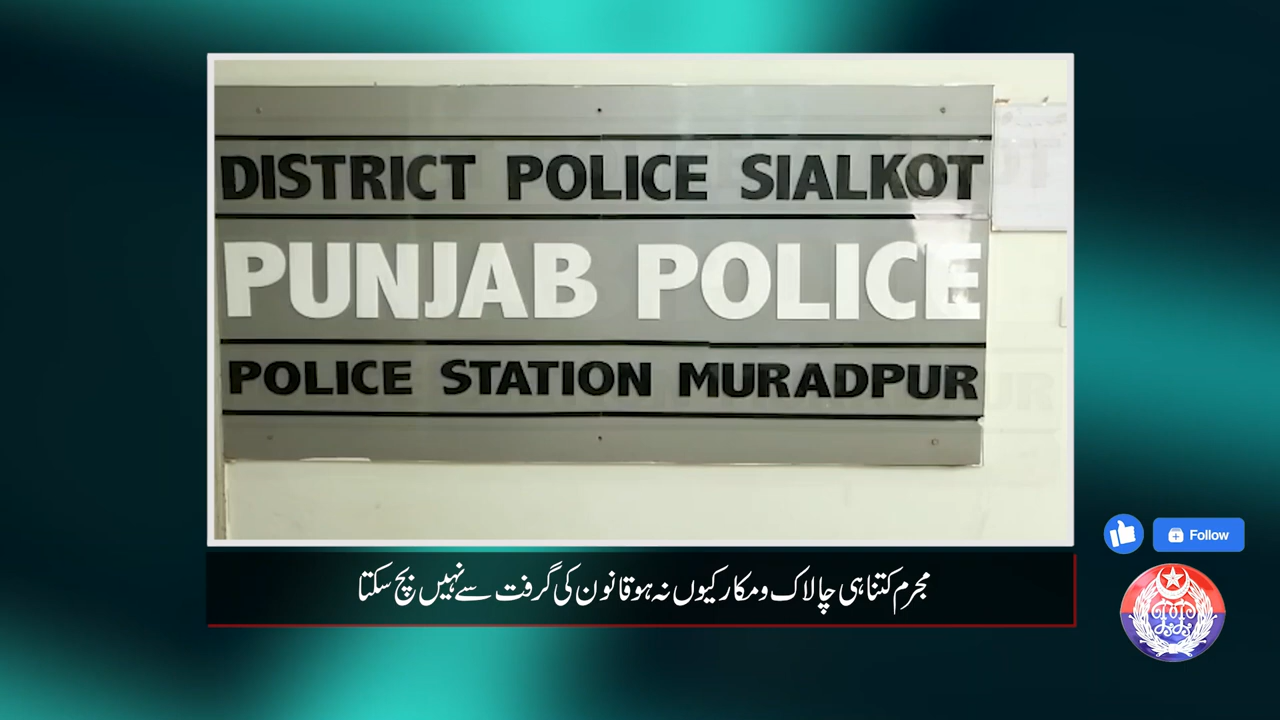 DISTRICT POLICE SIALKOT
PUNJAB POLICE
POLICE STATION MURADPUR
Follow
مجرم کتنا ہی چالاک و مکار کیوں نہ ہو قانون کی گرفت سے نہیں بچ سکتا